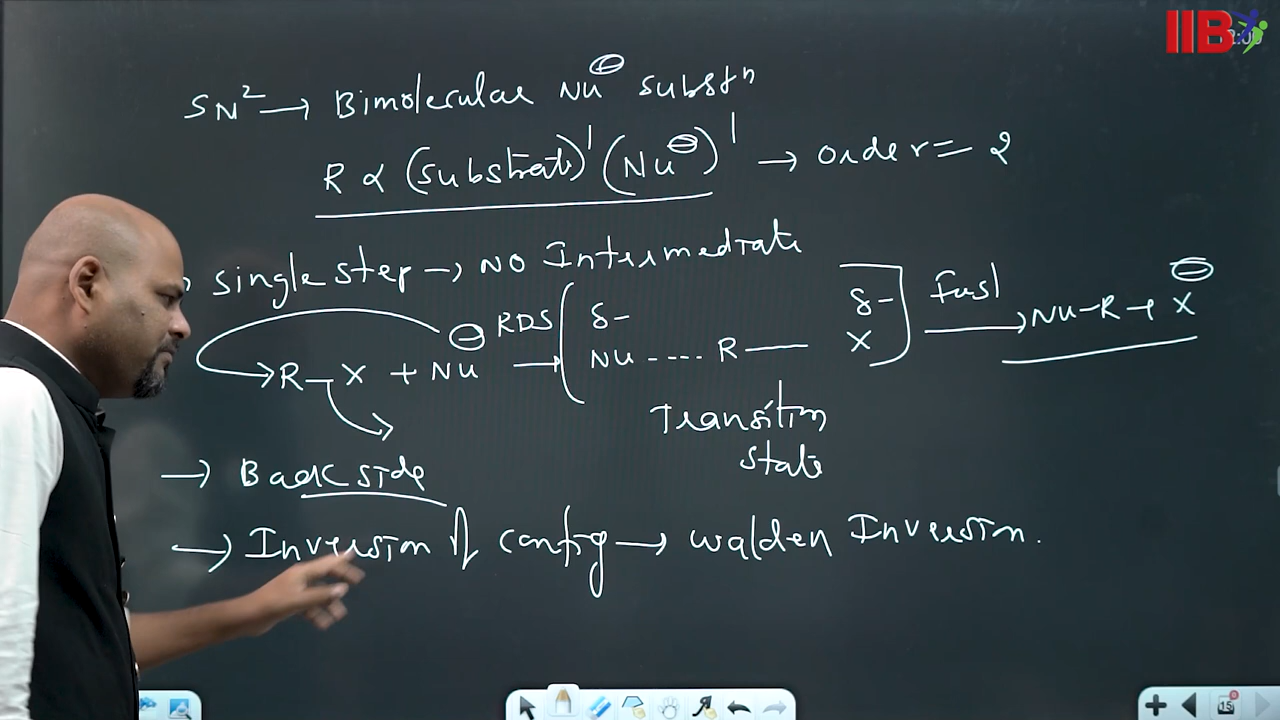 IIB
SN² → Bimolecular Nu⊖ substⁿ
R ∝ (substrate)¹ (Nu⊖)¹ → order = 2
single step → NO Intermediate
R–X + Nu⊖ RDS → [δ- Nu ---- R —— X δ-] Fast → Nu–R + X⊖
Transition
state
→ Back side
→ Inversion of config → walden Inversion.
15